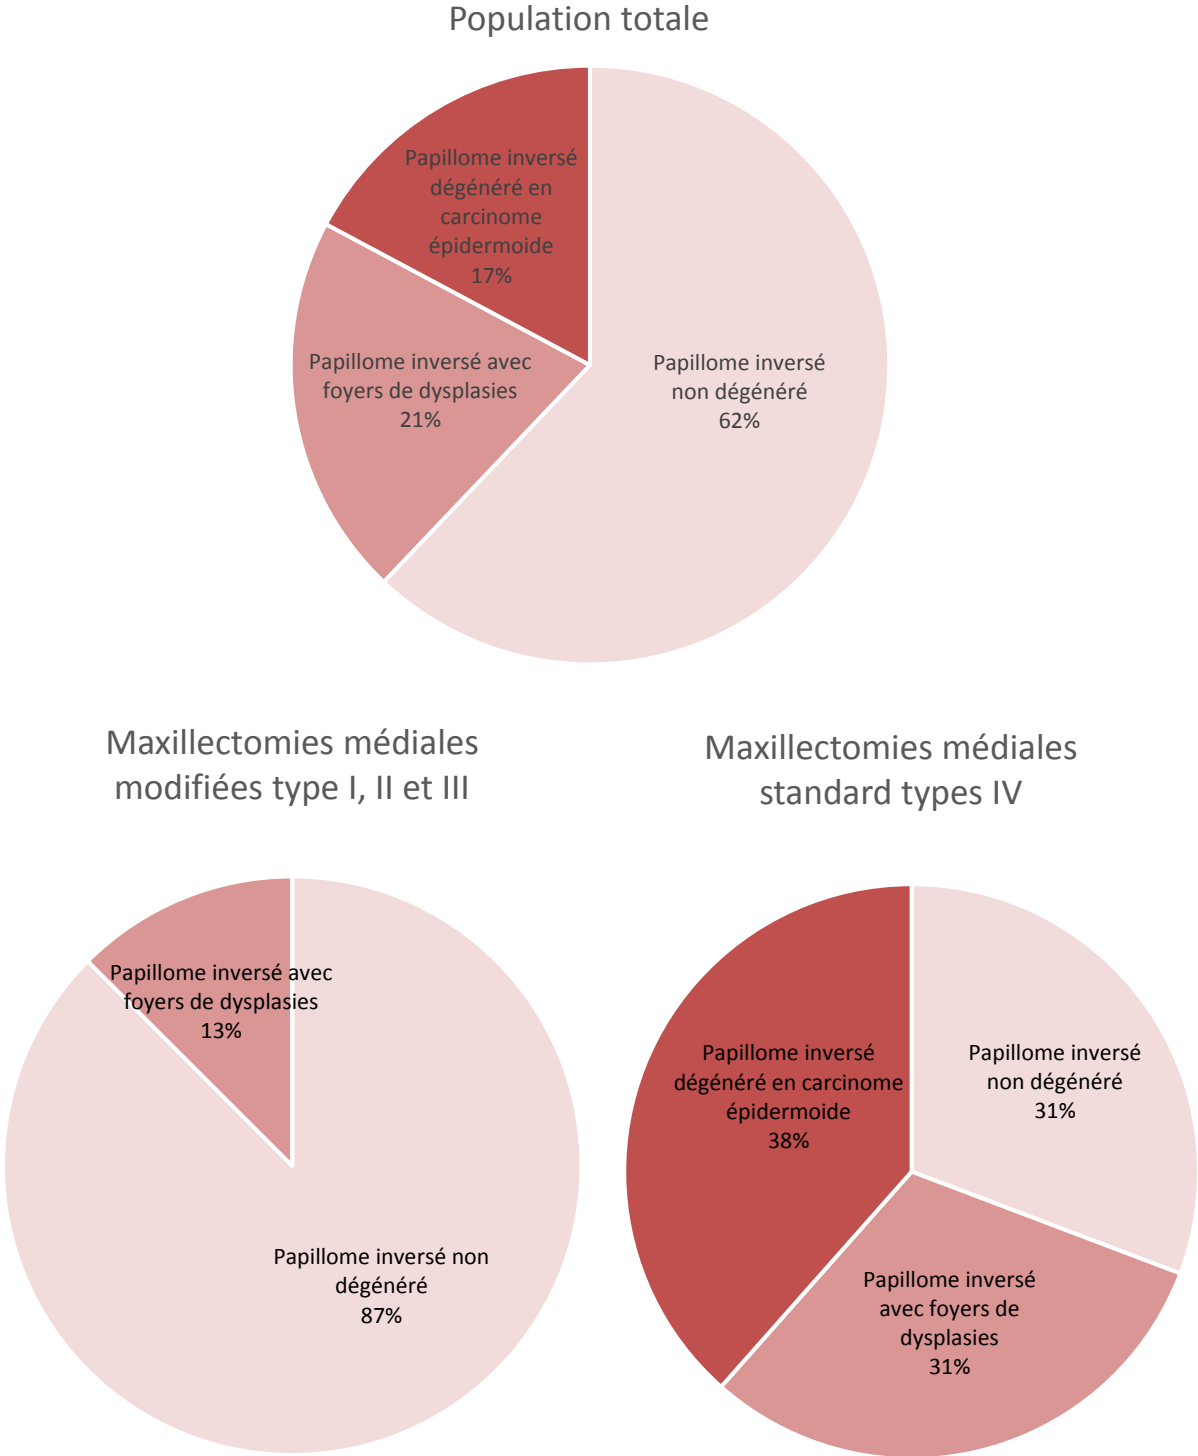 Population totale
Papillome inversé
dégénéré en
carcinome
épidermoide
17%
Papillome inversé avec
foyers de dysplasies
21%
Papillome inversé
non dégénéré
62%
Maxillectomies médiales
modifiées type I, II et III
Papillome inversé avec
foyers de dysplasies
13%
Papillome inversé non
dégénéré
87%
Maxillectomies médiales
standard types IV
Papillome inversé
dégénéré en carcinome
épidermoide
38%
Papillome inversé
non dégénéré
31%
Papillome inversé
avec foyers de
dysplasies
31%